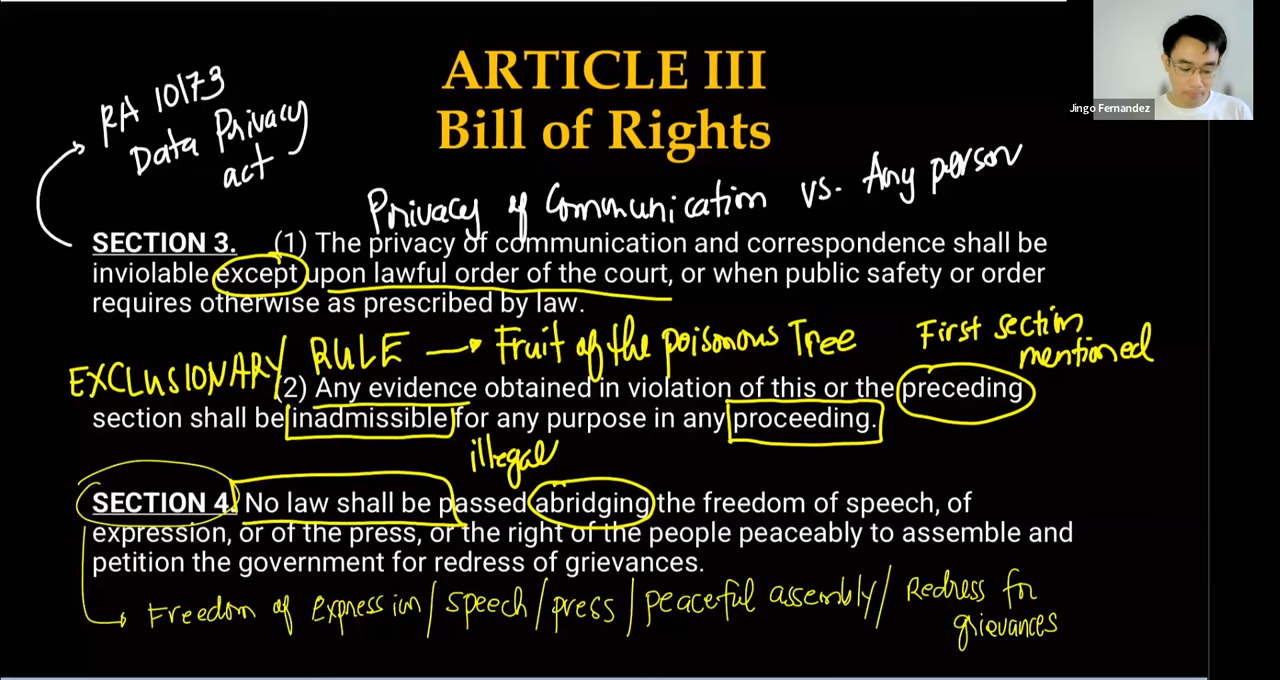 ARTICLE III
Bill of Rights
Jingo Fernandez
RA 10173
Data Privacy
act
Privacy of Communication vs. Any person
SECTION 3. (1) The privacy of communication and correspondence shall be
inviolable except upon lawful order of the court, or when public safety or order
requires otherwise as prescribed by law.
EXCLUSIONARY RULE → Fruit of the poisonous Tree
First section
mentioned
(2) Any evidence obtained in violation of this or the preceding
section shall be inadmissible for any purpose in any proceeding.
illegal
SECTION 4. No law shall be passed abridging the freedom of speech, of
expression, or of the press, or the right of the people peaceably to assemble and
petition the government for redress of grievances.
Freedom of expression/speech/press/peaceful assembly/Redress for
grievances